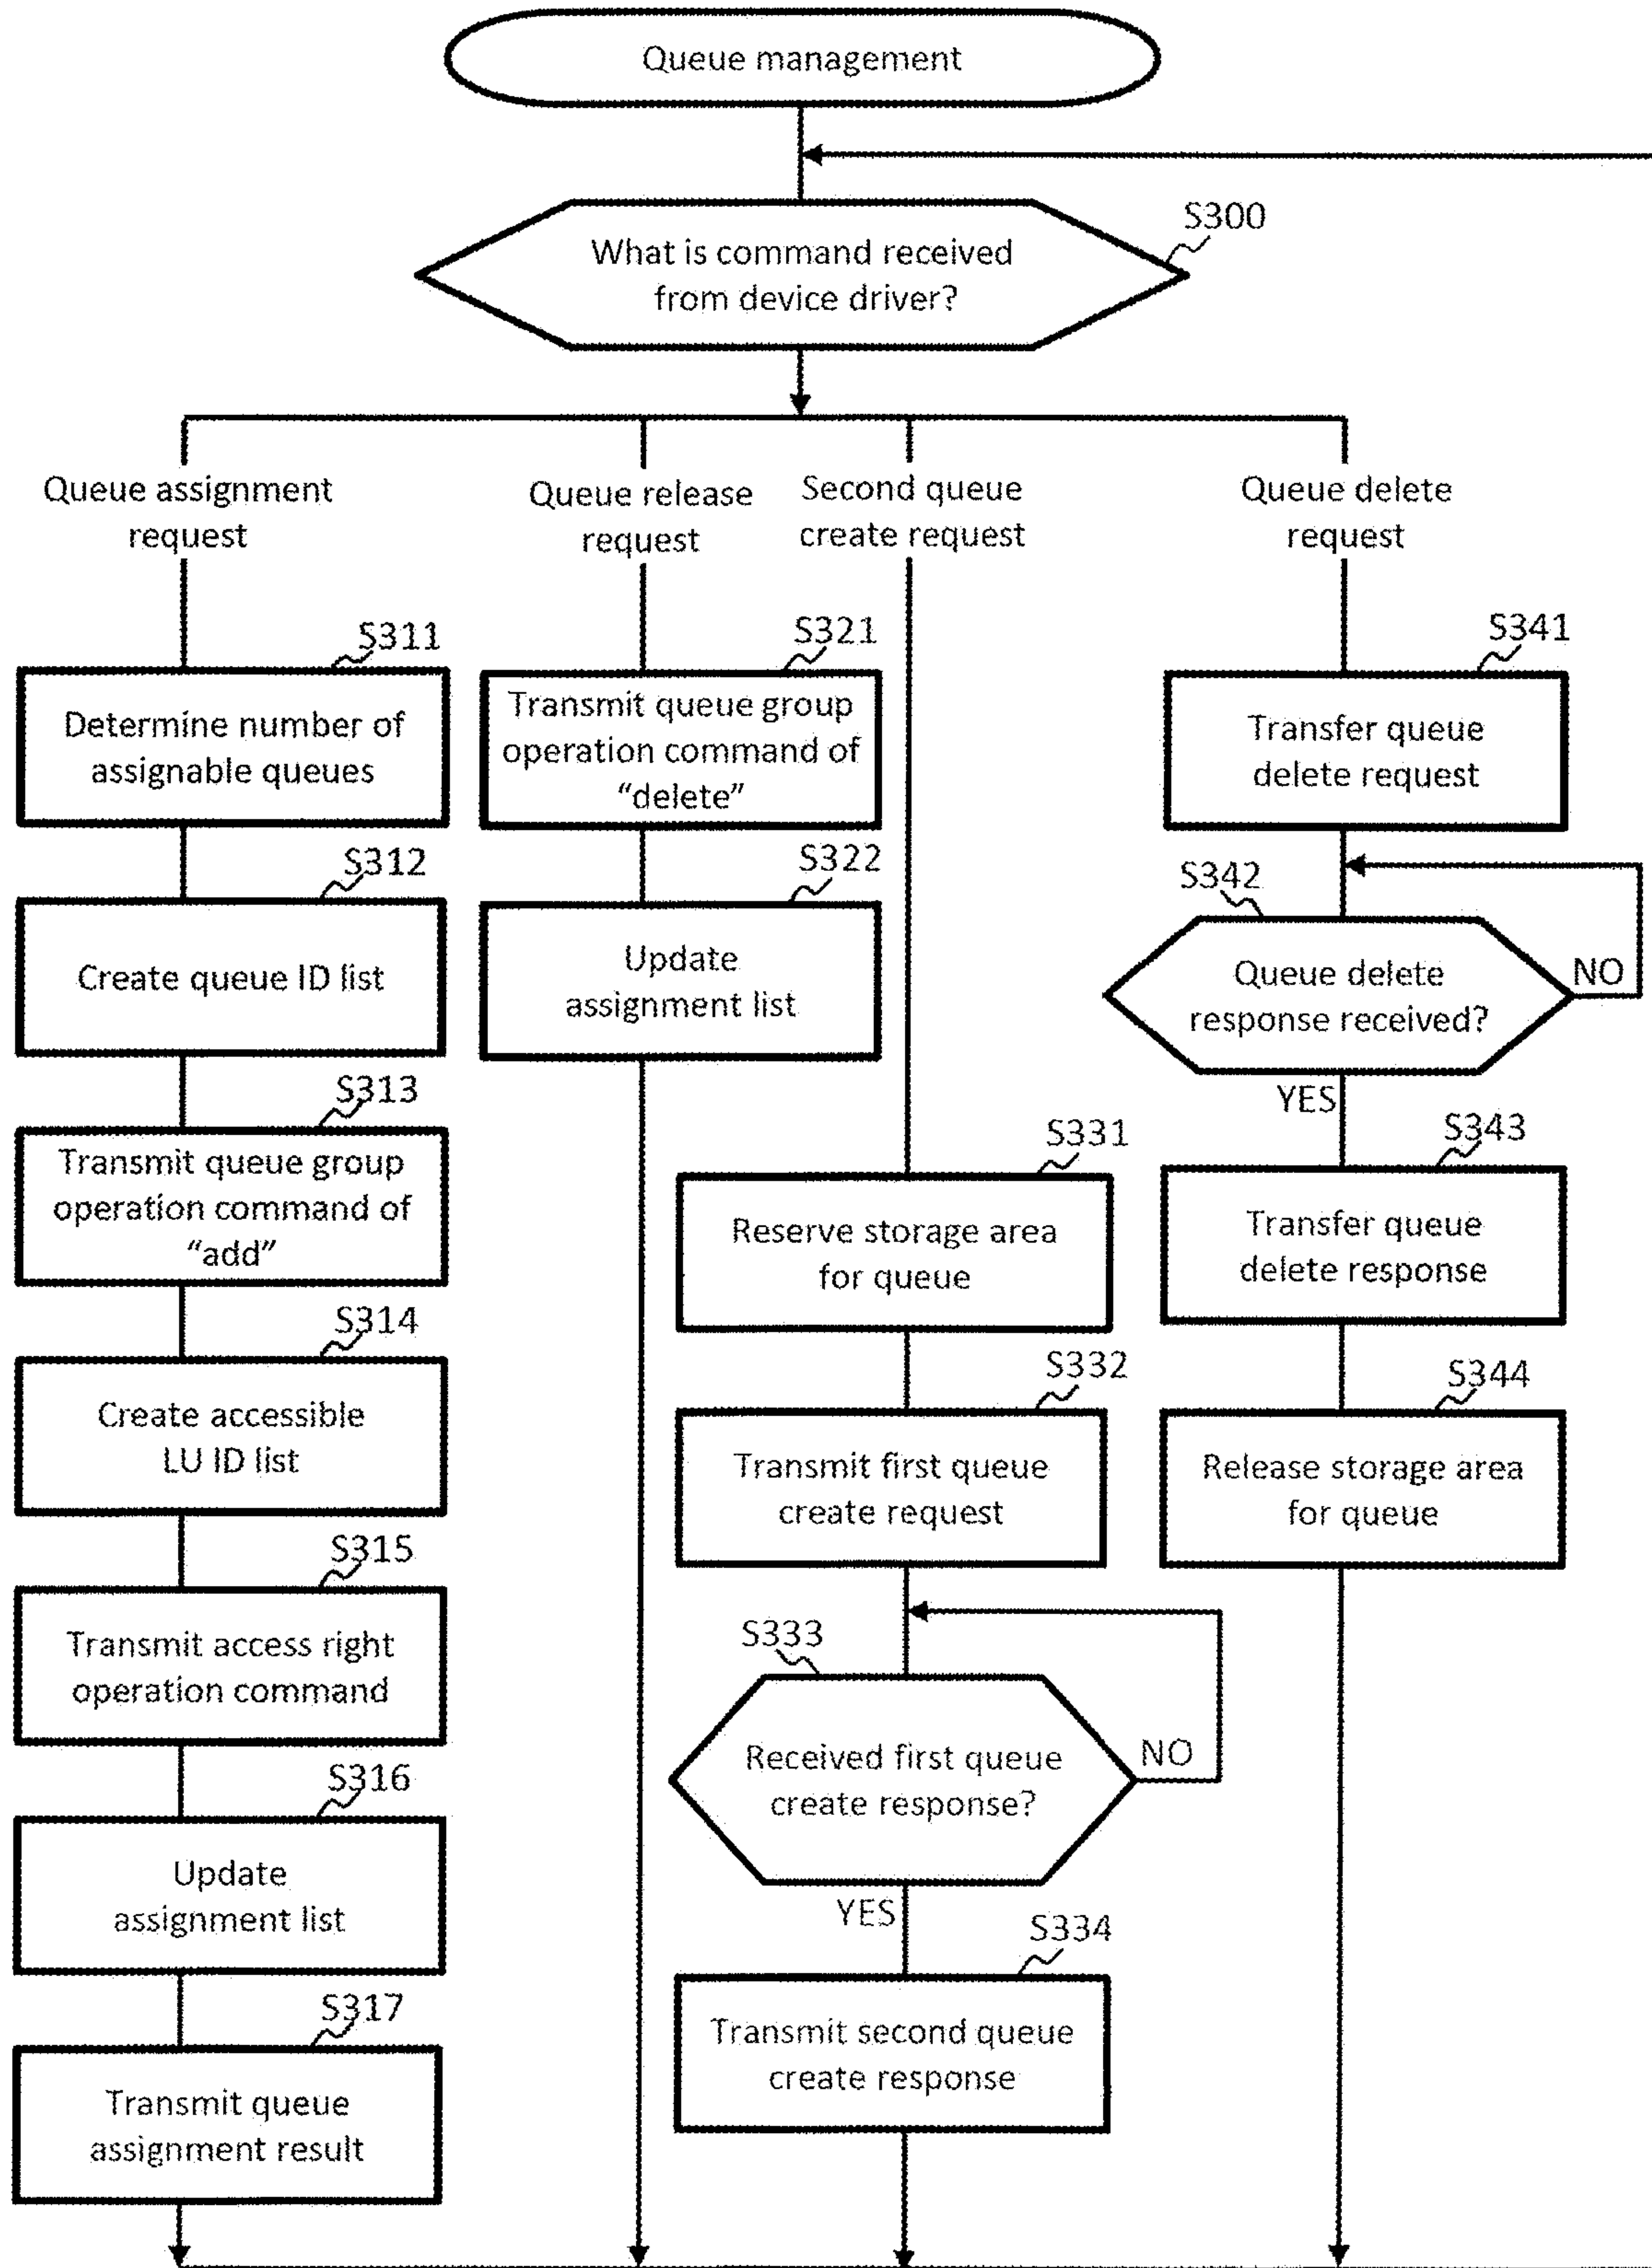 Queue management
S300
What is command received
from device driver?
Queue assignment
request
Queue release
request
Second queue
create request
Queue delete
request
S311
Determine number of
assignable queues
S312
Create queue ID list
S313
Transmit queue group
operation command of
“add”
S314
Create accessible
LU ID list
S315
Transmit access right
operation command
S316
Update
assignment list
S317
Transmit queue
assignment result
S321
Transmit queue group
operation command of
“delete”
S322
Update
assignment list
S331
Reserve storage area
for queue
S332
Transmit first queue
create request
S333
Received first queue
create response?
NO
YES
S334
Transmit second queue
create response
S341
Transfer queue
delete request
S342
Queue delete
response received?
NO
YES
S343
Transfer queue
delete response
S344
Release storage area
for queue